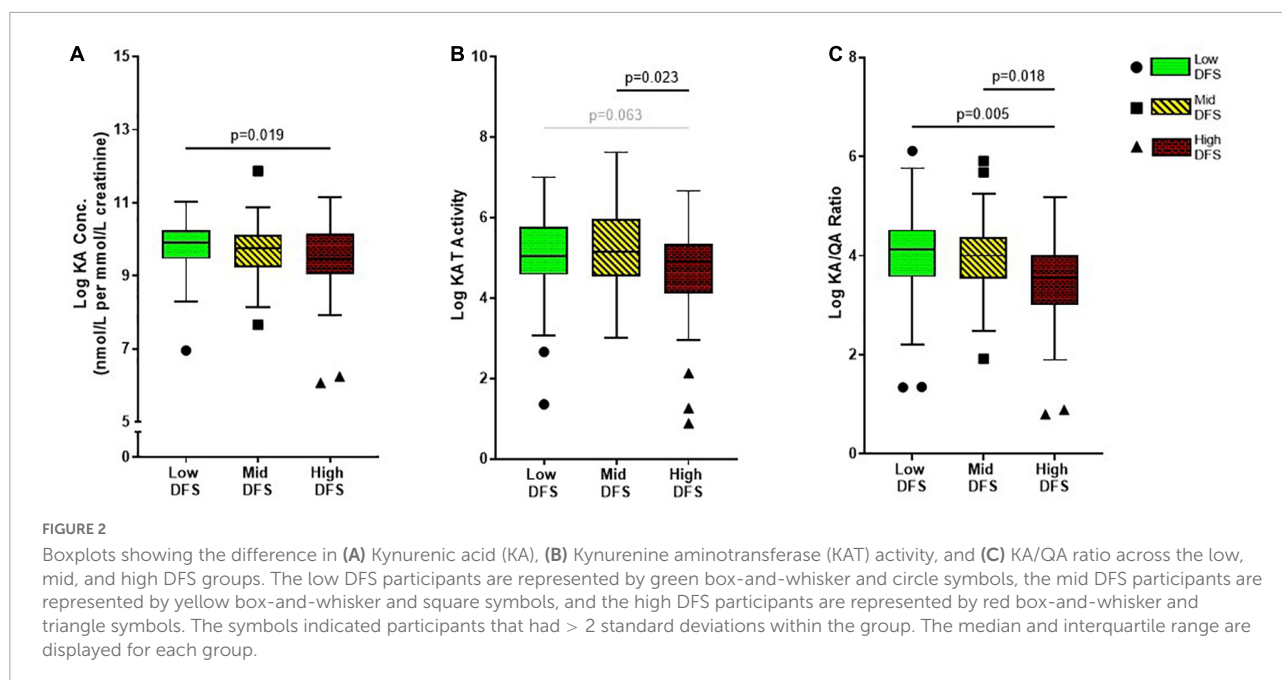 A
15
13
11
9
7
5
0
Log KA Conc.
(nmol/L per mmol/L creatinine)
p=0.019
Low
DFS
Mid
DFS
High
DFS
B
10
8
6
4
2
0
Log KAT Activity
p=0.023
p=0.063
Low
DFS
Mid
DFS
High
DFS
C
8
6
4
2
0
Log KA/QA Ratio
p=0.018
p=0.005
Low
DFS
Mid
DFS
High
DFS
Low
DFS
Mid
DFS
High
DFS
FIGURE 2
Boxplots showing the difference in (A) Kynurenic acid (KA), (B) Kynurenine aminotransferase (KAT) activity, and (C) KA/QA ratio across the low,
mid, and high DFS groups. The low DFS participants are represented by green box-and-whisker and circle symbols, the mid DFS participants are
represented by yellow box-and-whisker and square symbols, and the high DFS participants are represented by red box-and-whisker and
triangle symbols. The symbols indicated participants that had > 2 standard deviations within the group. The median and interquartile range are
displayed for each group.